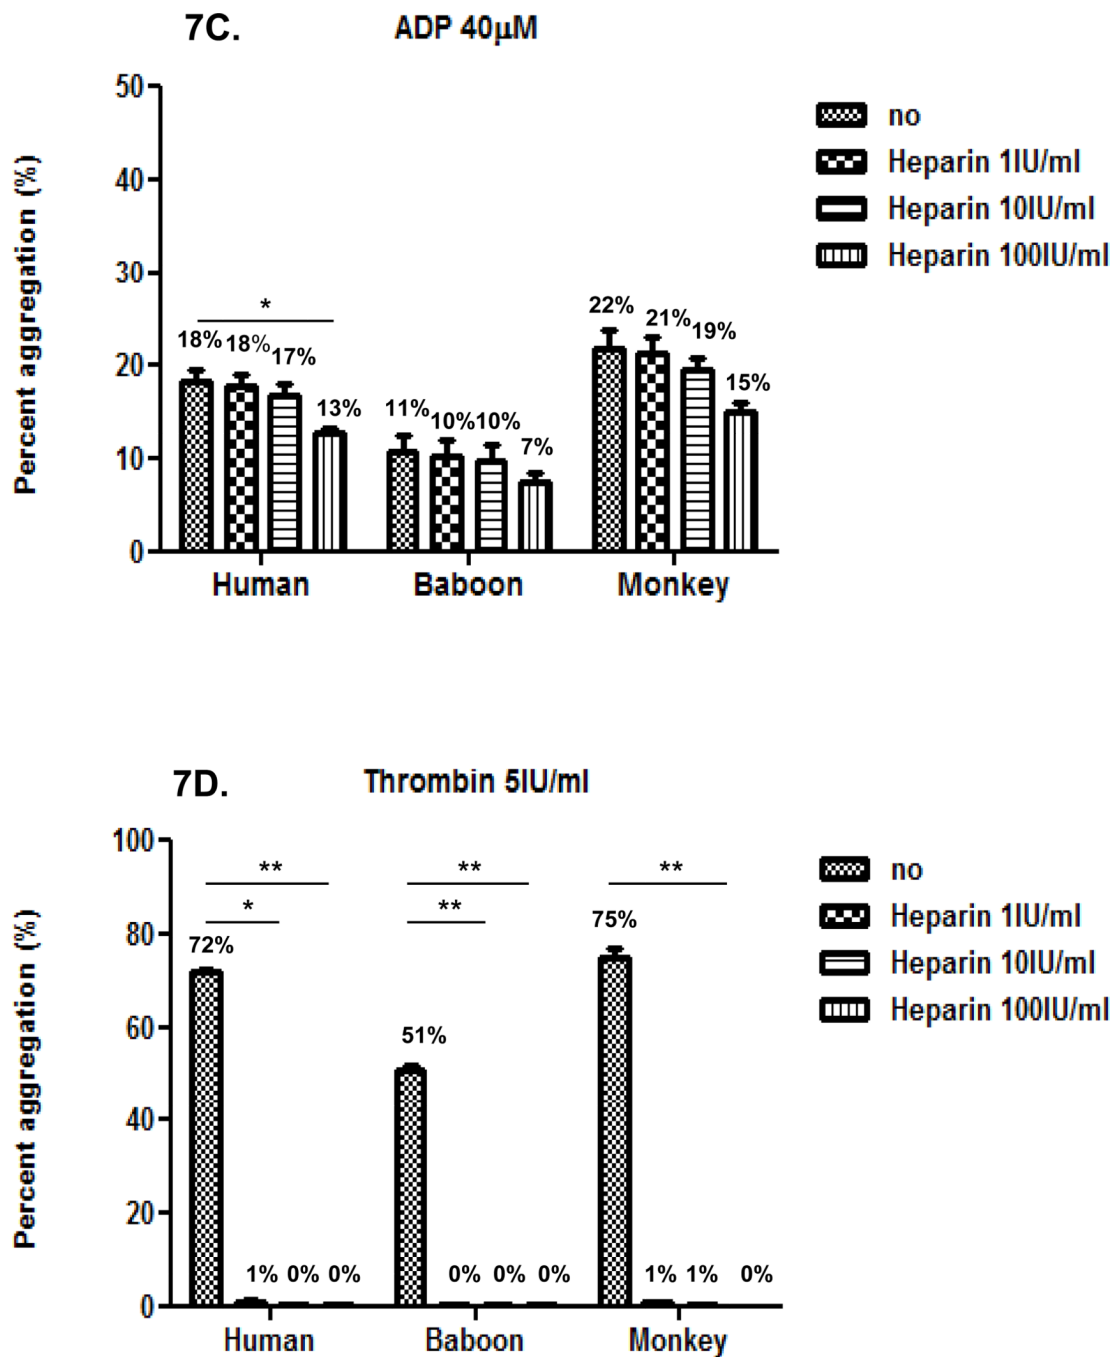 7C. ADP 40μM
Percent aggregation (%)
50
40
30
20
10
0
no
Heparin 1IU/ml
Heparin 10IU/ml
Heparin 100IU/ml
*
18% 18% 17% 13%
11% 10% 10% 7%
22% 21% 19% 15%
Human Baboon Monkey
7D. Thrombin 5IU/ml
Percent aggregation (%)
100
80
60
40
20
0
no
Heparin 1IU/ml
Heparin 10IU/ml
Heparin 100IU/ml
** ** **
* **
72% 1% 0% 0%
51% 0% 0% 0%
75% 1% 1% 0%
Human Baboon Monkey